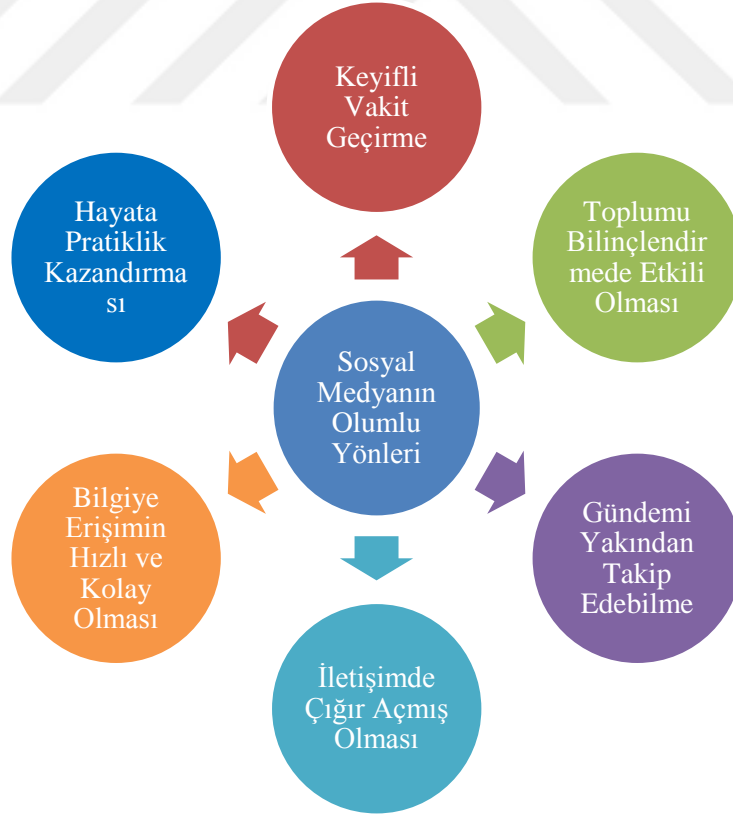 Keyifli
Vakit
Geçirme
Hayata
Pratiklik
Kazandırma
sı
Toplumu
Bilinçlendir
mede Etkili
Olması
Sosyal
Medyanın
Olumlu
Yönleri
Bilgiye
Erişimin
Hızlı ve
Kolay
Olması
Gündemi
Yakından
Takip
Edebilme
İletişimde
Çığır Açmış
Olması